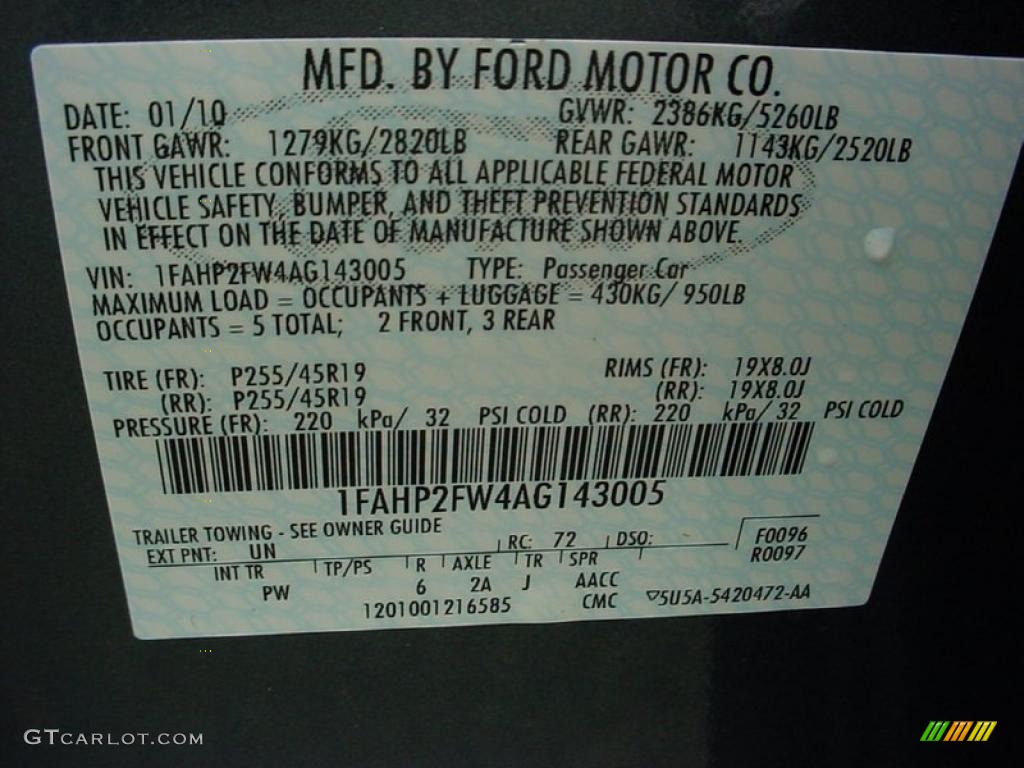 MFD. BY FORD MOTOR CO.
DATE: 01/10 GVWR: 2386KG/5260LB
FRONT GAWR: 1279KG/2820LB REAR GAWR: 1143KG/2520LB
THIS VEHICLE CONFORMS TO ALL APPLICABLE FEDERAL MOTOR
VEHICLE SAFETY, BUMPER, AND THEFT PREVENTION STANDARDS
IN EFFECT ON THE DATE OF MANUFACTURE SHOWN ABOVE.
VIN: 1FAHP2FW4AG143005 TYPE: Passenger Car
MAXIMUM LOAD = OCCUPANTS + LUGGAGE = 430KG/ 950LB
OCCUPANTS = 5 TOTAL; 2 FRONT, 3 REAR
TIRE (FR): P255/45R19 RIMS (FR): 19X8.0J
(RR): P255/45R19 (RR): 19X8.0J
PRESSURE (FR): 220 kPa/ 32 PSI COLD (RR): 220 kPa/ 32 PSI COLD
1FAHP2FW4AG143005
TRAILER TOWING - SEE OWNER GUIDE
EXT PNT: UN RC: 72 DSO: F0096
R0097
INT TR TP/PS R AXLE TR SPR
PW 6 2A J AACC
1201001216585 CMC 5U5A-5420472-AA
GTCARLOT.COM